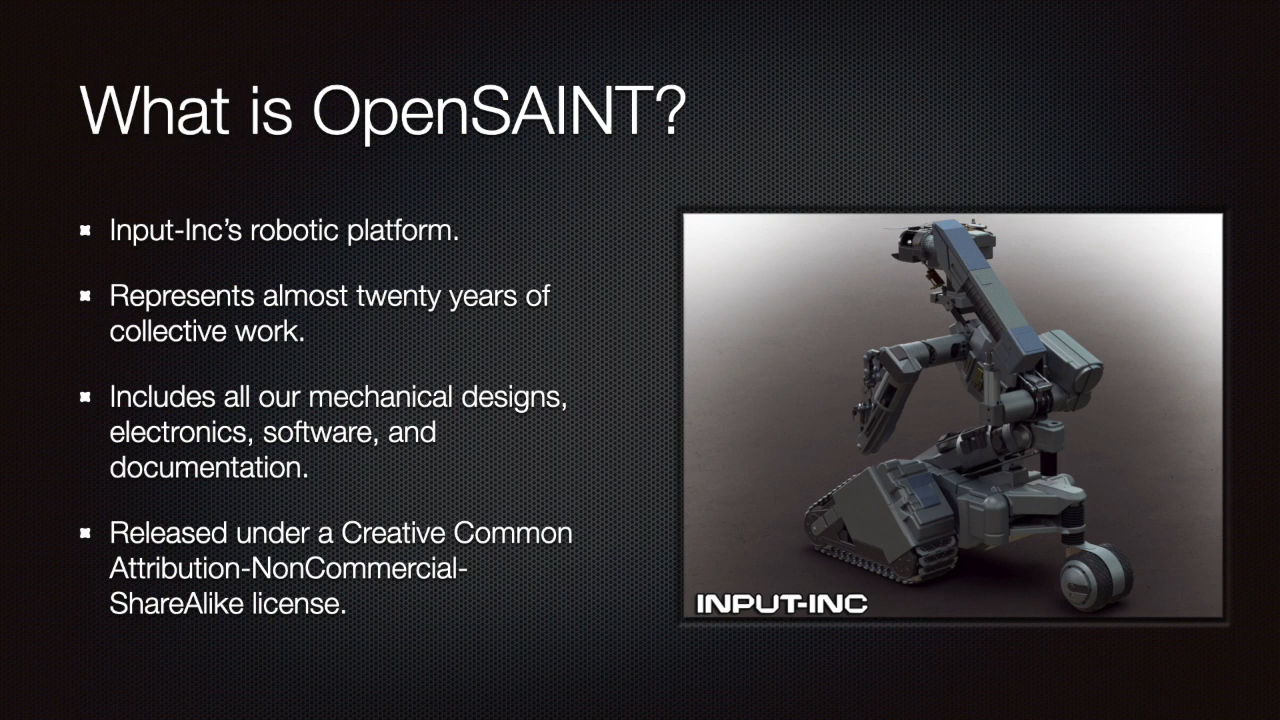 What is OpenSAINT?
Input-Inc’s robotic platform.
Represents almost twenty years of
collective work.
Includes all our mechanical designs,
electronics, software, and
documentation.
Released under a Creative Common
Attribution-NonCommercial-
ShareAlike license.
INPUT-INC